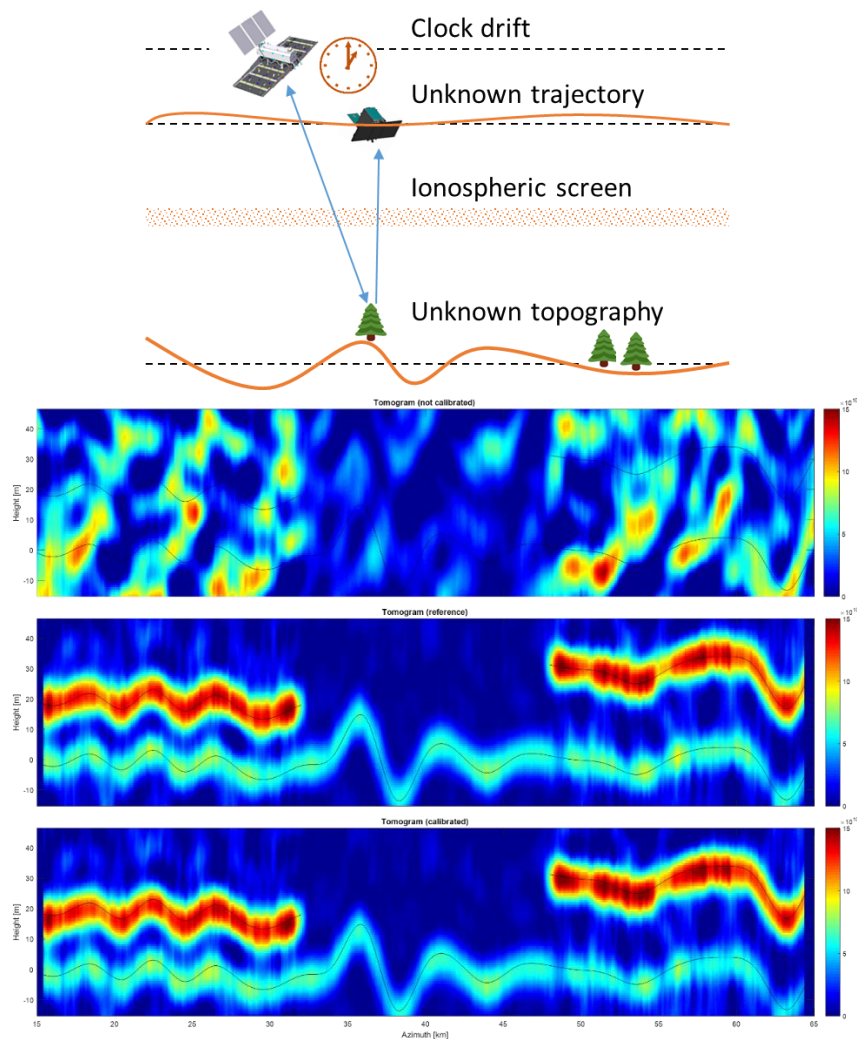 Clock drift
Unknown trajectory
Ionospheric screen
Unknown topography
Tomogram (not calibrated)
40
30
20
10
0
-10
Height [m]
15
10
5
0
Tomogram (reference)
40
30
20
10
0
-10
Height [m]
15
10
5
0
Tomogram (calibrated)
40
30
20
10
0
-10
Height [m]
15
10
5
0
15 20 25 30 35 40 45 50 55 60 65
Azimuth [km]